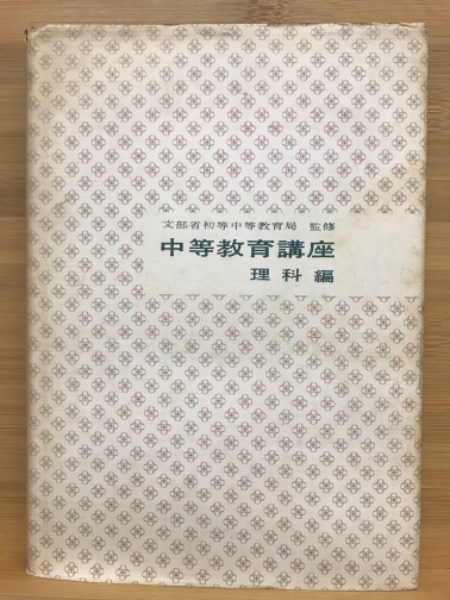 文部省初等中等教育局 監修
中等教育講座
理科編